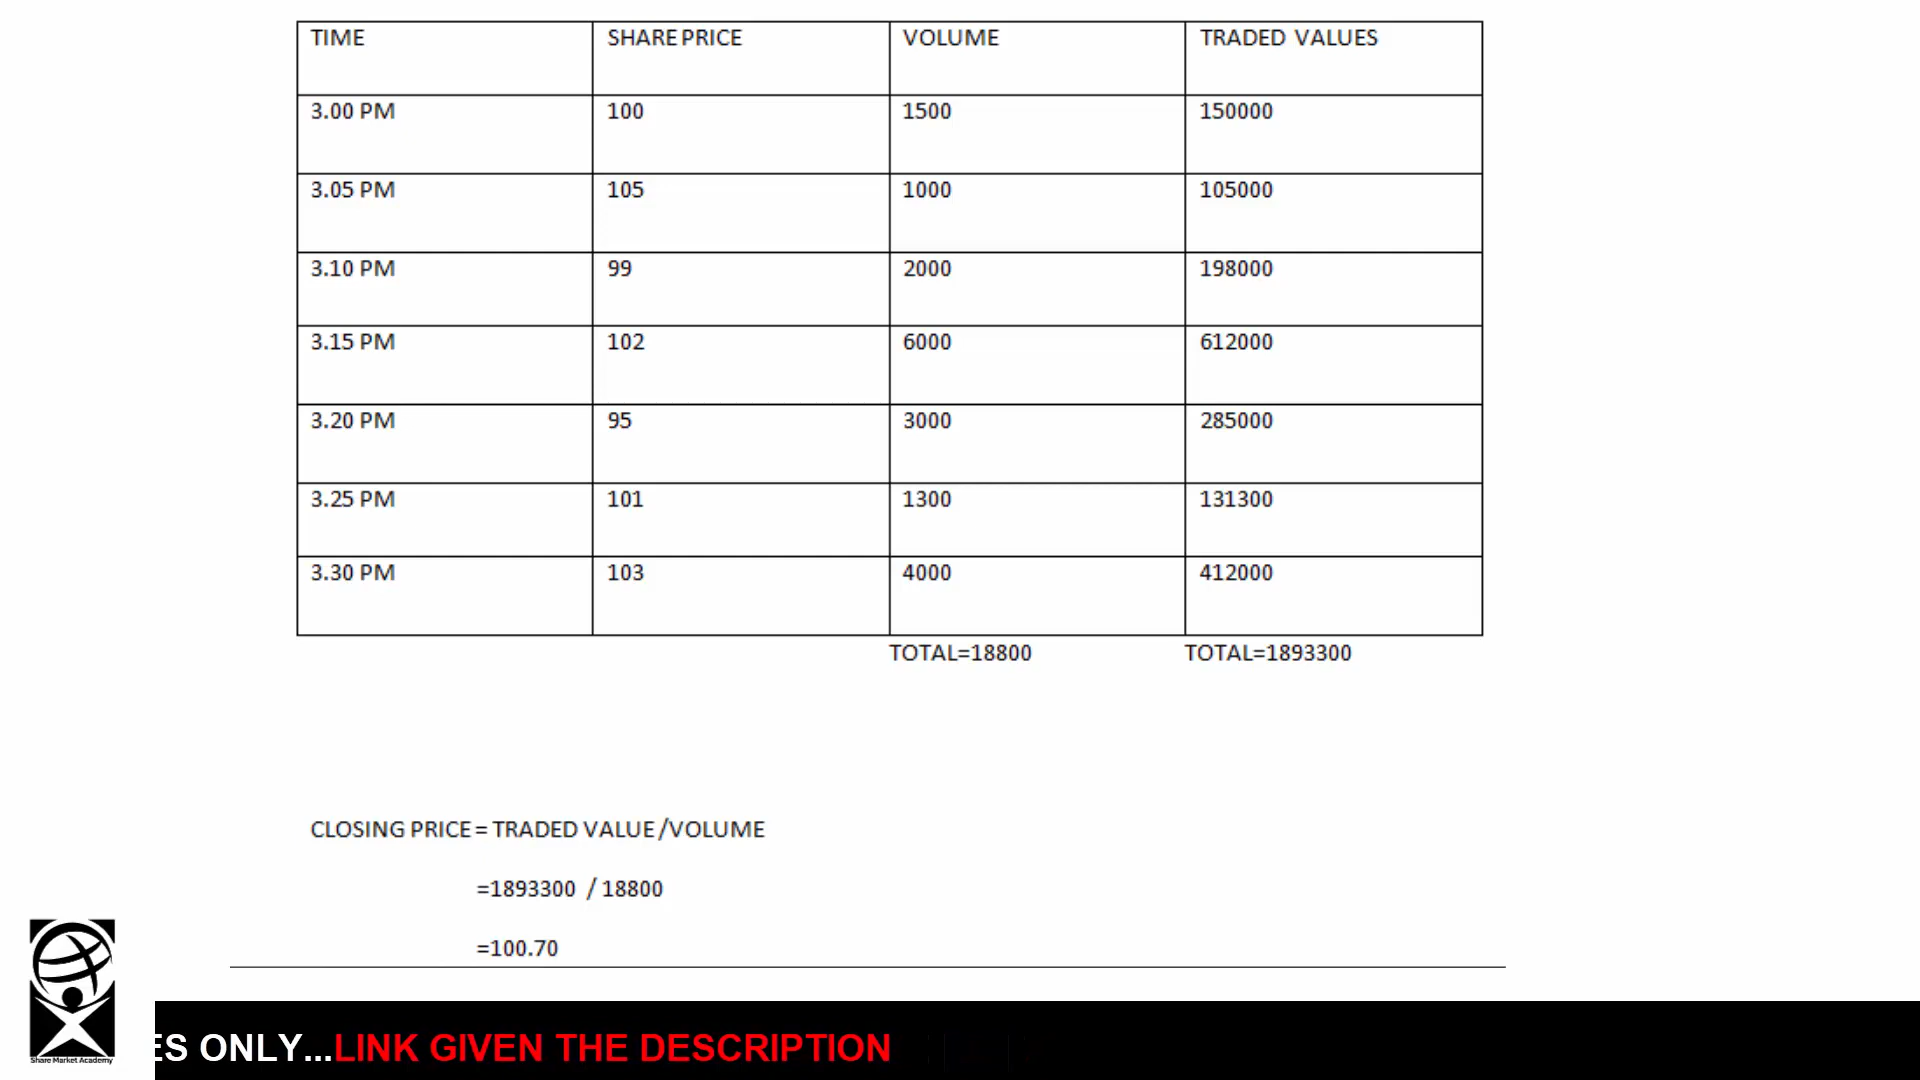 TIME SHARE PRICE VOLUME TRADED VALUES
3.00 PM 100 1500 150000
3.05 PM 105 1000 105000
3.10 PM 99 2000 198000
3.15 PM 102 6000 612000
3.20 PM 95 3000 285000
3.25 PM 101 1300 131300
3.30 PM 103 4000 412000
TOTAL=18800 TOTAL=1893300
CLOSING PRICE = TRADED VALUE /VOLUME
=1893300 / 18800
=100.70
Share Market Academy
ES ONLY...LINK GIVEN THE DESCRIPTION